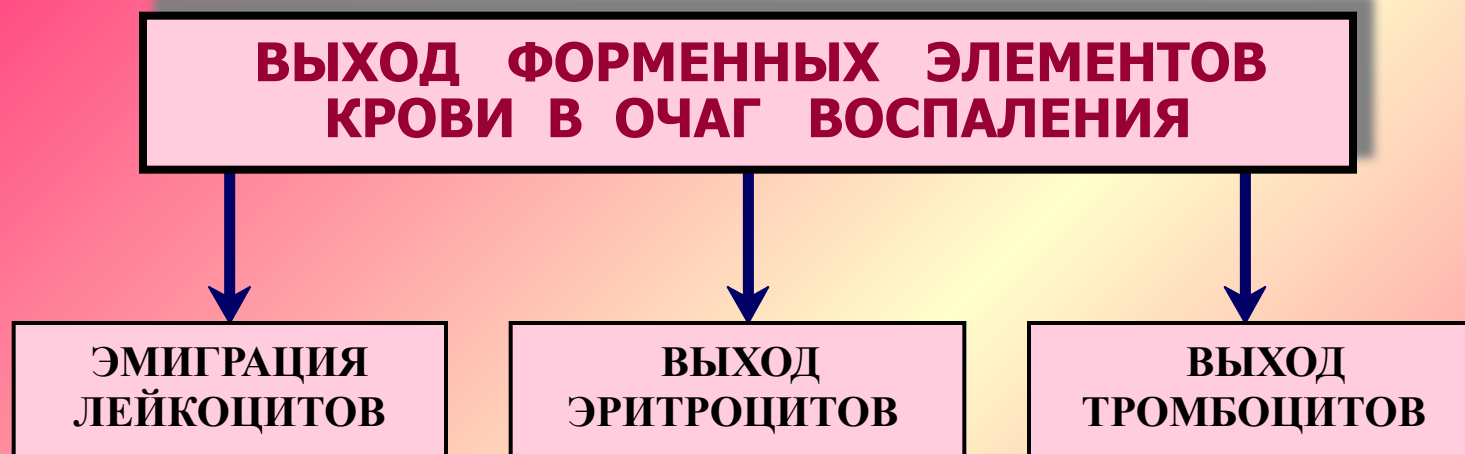 ВЫХОД ФОРМЕННЫХ ЭЛЕМЕНТОВ
КРОВИ В ОЧАГ ВОСПАЛЕНИЯ
ЭМИГРАЦИЯ
ЛЕЙКОЦИТОВ
ВЫХОД
ЭРИТРОЦИТОВ
ВЫХОД
ТРОМБОЦИТОВ